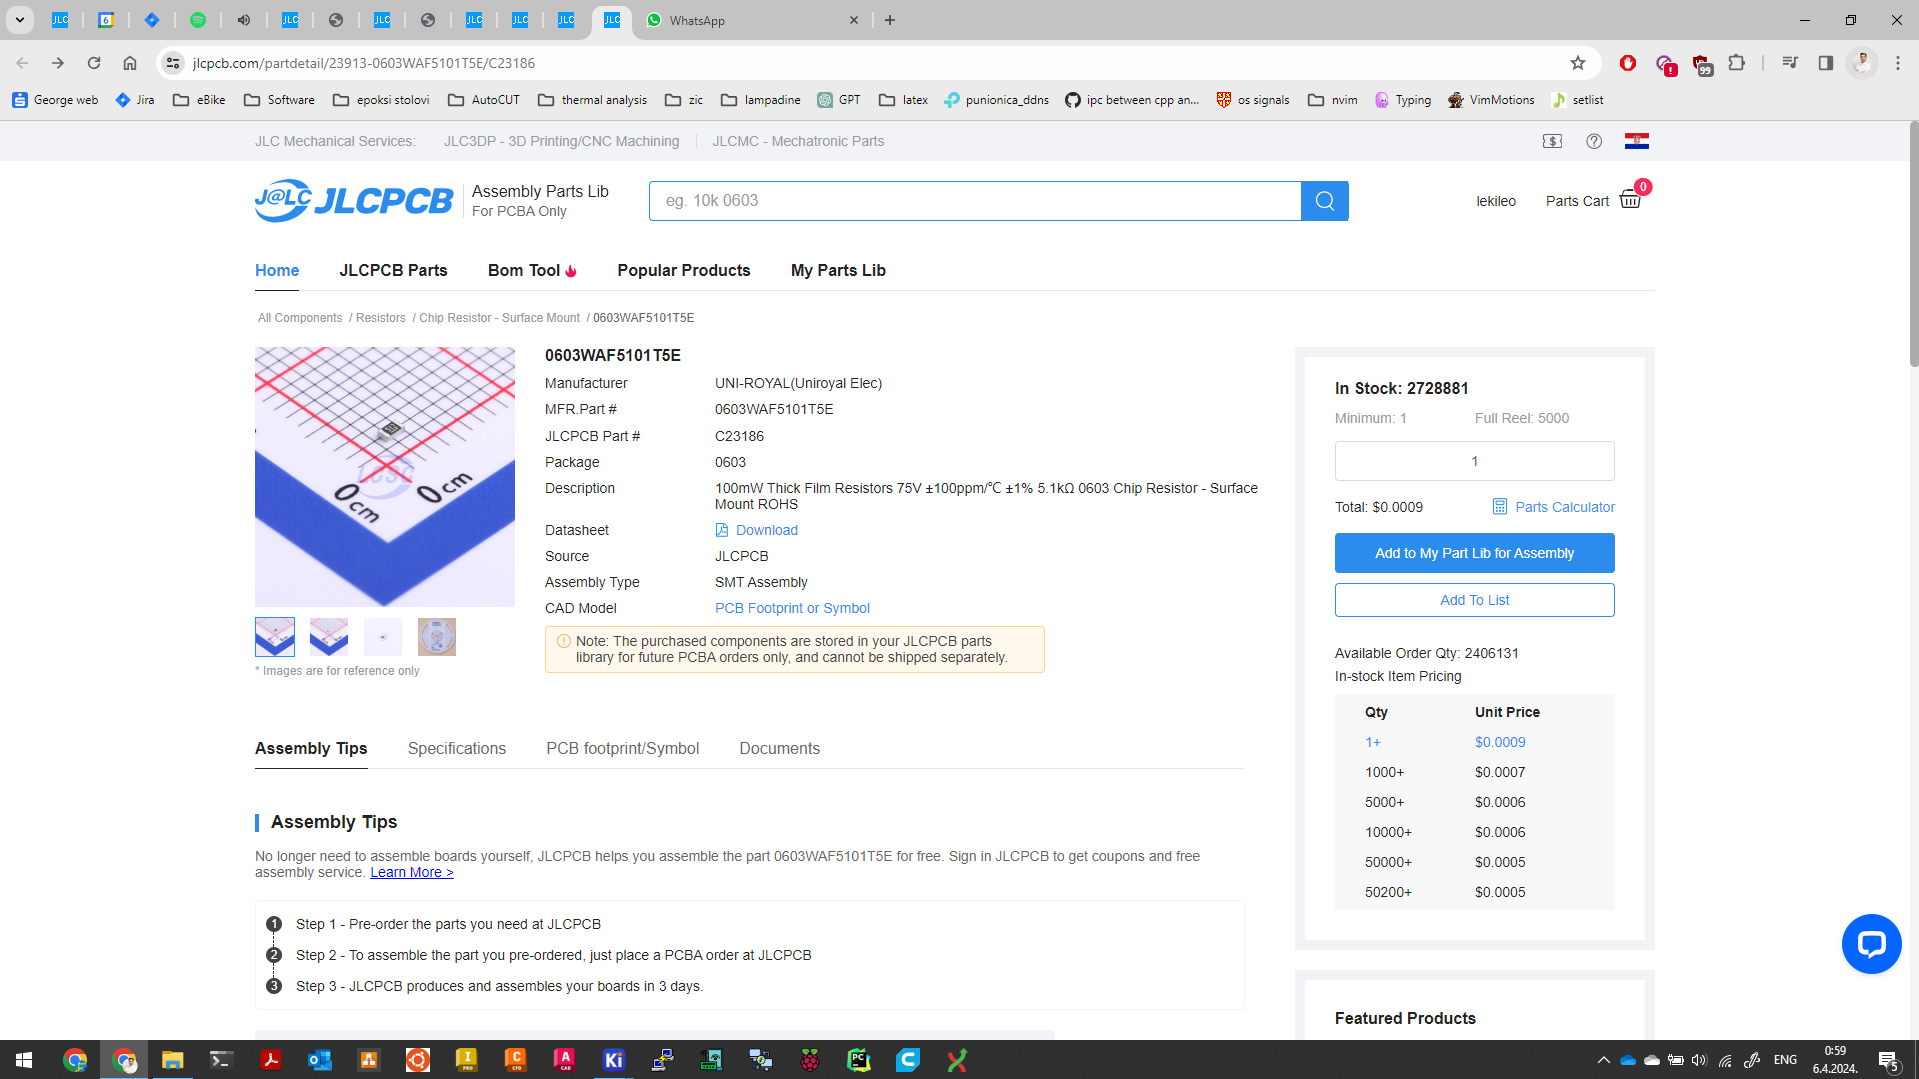 WhatsApp
jlcpcb.com/partdetail/23913-0603WAF5101T5E/C23186
99
George web
Jira
eBike
Software
epoksi stolovi
AutoCUT
thermal analysis
zic
lampadine
GPT
latex
punionica_ddns
ipc between cpp an...
os signals
nvim
Typing
VimMotions
setlist
JLC Mechanical Services:
JLC3DP - 3D Printing/CNC Machining
JLCMC - Mechatronic Parts
J@LC JLCPCB
Assembly Parts Lib
For PCBA Only
eg. 10k 0603
lekileo
Parts Cart
0
Home
JLCPCB Parts
Bom Tool
Popular Products
My Parts Lib
All Components / Resistors / Chip Resistor - Surface Mount / 0603WAF5101T5E
LCSC
0 cm
0 cm
* Images are for reference only
0603WAF5101T5E
Manufacturer UNI-ROYAL(Uniroyal Elec)
MFR.Part # 0603WAF5101T5E
JLCPCB Part # C23186
Package 0603
Description 100mW Thick Film Resistors 75V ±100ppm/℃ ±1% 5.1kΩ 0603 Chip Resistor - Surface
Mount ROHS
Datasheet Download
Source JLCPCB
Assembly Type SMT Assembly
CAD Model PCB Footprint or Symbol
Note: The purchased components are stored in your JLCPCB parts
library for future PCBA orders only, and cannot be shipped separately.
In Stock: 2728881
Minimum: 1 Full Reel: 5000
1
Total: $0.0009 Parts Calculator
Add to My Part Lib for Assembly
Add To List
Available Order Qty: 2406131
In-stock Item Pricing
Qty Unit Price
1+ $0.0009
1000+ $0.0007
5000+ $0.0006
10000+ $0.0006
50000+ $0.0005
50200+ $0.0005
Assembly Tips
Specifications
PCB footprint/Symbol
Documents
Assembly Tips
No longer need to assemble boards yourself, JLCPCB helps you assemble the part 0603WAF5101T5E for free. Sign in JLCPCB to get coupons and free
assembly service. Learn More >
1 Step 1 - Pre-order the parts you need at JLCPCB
2 Step 2 - To assemble the part you pre-ordered, just place a PCBA order at JLCPCB
3 Step 3 - JLCPCB produces and assembles your boards in 3 days.
Featured Products
ENG
0:59
6.4.2024.
5